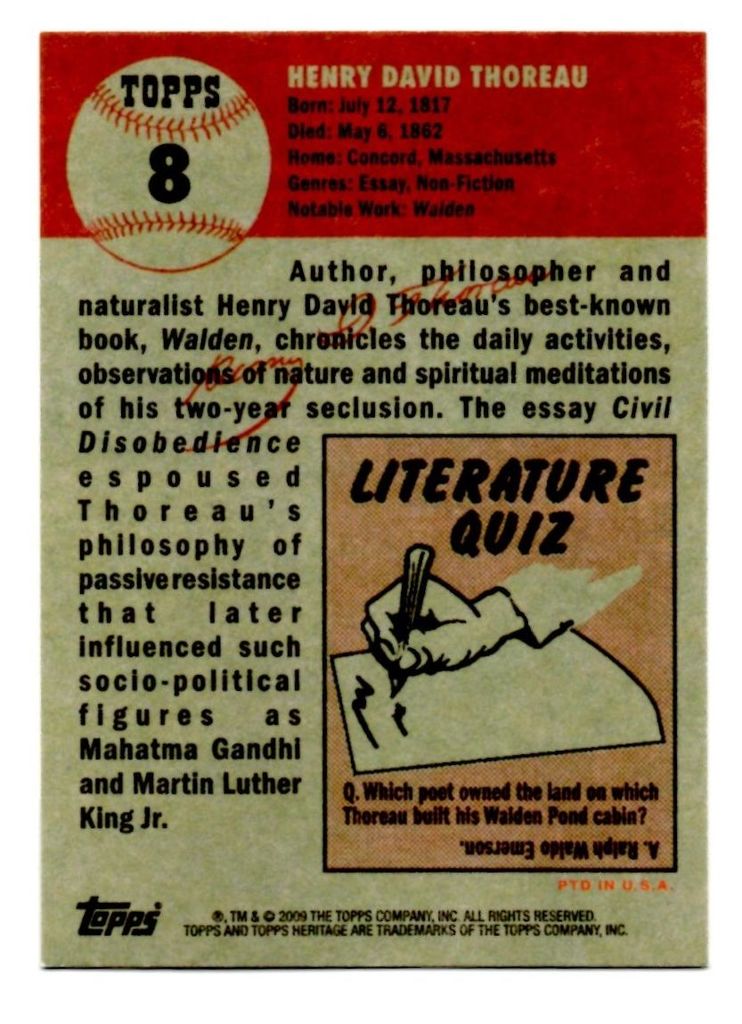 TOPPS
8
HENRY DAVID THOREAU
Born: July 12, 1817
Died: May 6, 1862
Home: Concord, Massachusetts
Genres: Essay, Non-Fiction
Notable Work: Walden
Author, philosopher and
naturalist Henry David Thoreau's best-known
book, Walden, chronicles the daily activities,
observations of nature and spiritual meditations
of his two-year seclusion. The essay Civil
Disobedience
espoused
Thoreau's
philosophy of
passive resistance
that later
influenced such
socio-political
figures as
Mahatma Gandhi
and Martin Luther
King Jr.
Henry D Thoreau
LITERATURE
QUIZ
Q. Which poet owned the land on which
Thoreau built his Walden Pond cabin?
A. Ralph Waldo Emerson.
PTD IN U.S.A.
topps
®, TM & © 2009 THE TOPPS COMPANY, INC. ALL RIGHTS RESERVED.
TOPPS AND TOPPS HERITAGE ARE TRADEMARKS OF THE TOPPS COMPANY, INC.